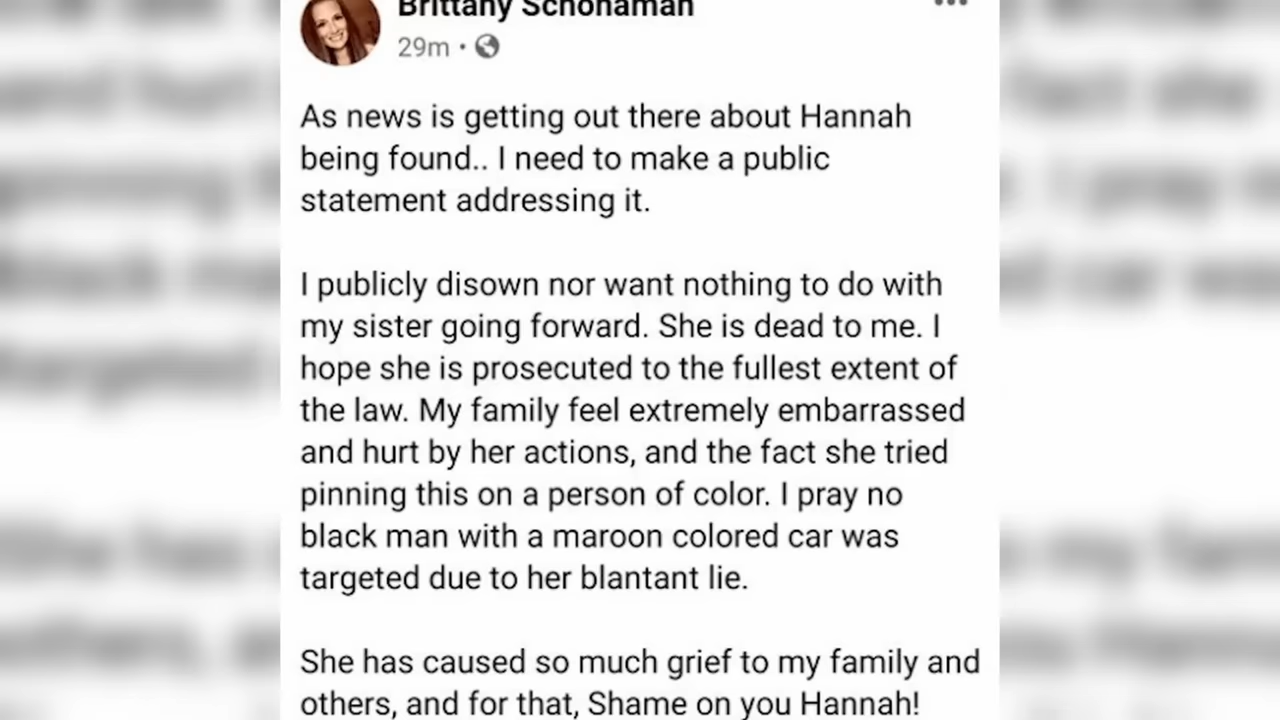 Brittany Schonaman
29m •
As news is getting out there about Hannah
being found.. I need to make a public
statement addressing it.
I publicly disown nor want nothing to do with
my sister going forward. She is dead to me. I
hope she is prosecuted to the fullest extent of
the law. My family feel extremely embarrassed
and hurt by her actions, and the fact she tried
pinning this on a person of color. I pray no
black man with a maroon colored car was
targeted due to her blantant lie.
She has caused so much grief to my family and
others, and for that, Shame on you Hannah!